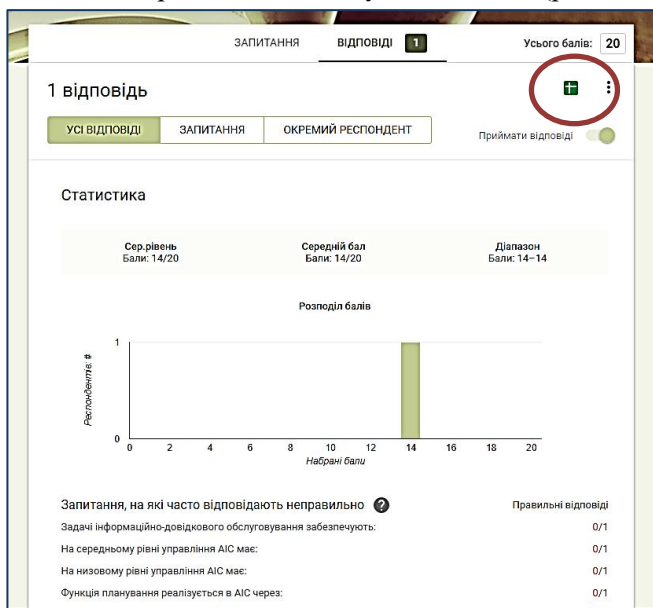 ЗАПИТАННЯ ВІДПОВІДІ 1 Усього балів: 20
1 відповідь
УСІ ВІДПОВІДІ ЗАПИТАННЯ ОКРЕМИЙ РЕСПОНДЕНТ Приймати відповіді
Статистика
Сер.рівень Середній бал Діапазон
Бали: 14/20 Бали: 14/20 Бали: 14–14
Розподіл балів
Респондентів: #
1
0
0 2 4 6 8 10 12 14 16 18 20
Набрані бали
Запитання, на які часто відповідають неправильно ? Правильні відповіді
Задачі інформаційно-довідкового обслуговування забезпечують: 0/1
На середньому рівні управління АІС має: 0/1
На низовому рівні управління АІС має: 0/1
Функція планування реалізується в АІС через: 0/1